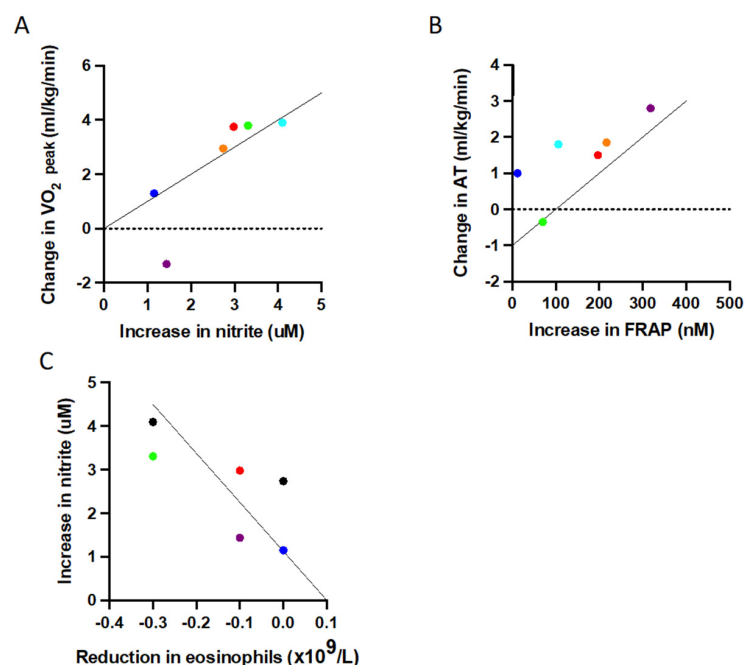 A
Change in VO2 peak (ml/kg/min)
6
4
2
0
-2
0 1 2 3 4 5
Increase in nitrite (uM)
B
Change in AT (ml/kg/min)
4
3
2
1
0
-1
-2
0 100 200 300 400 500
Increase in FRAP (nM)
C
Increase in nitrite (uM)
5
4
3
2
1
0
-0.4 -0.3 -0.2 -0.1 0.0 0.1
Reduction in eosinophils (x10^9/L)